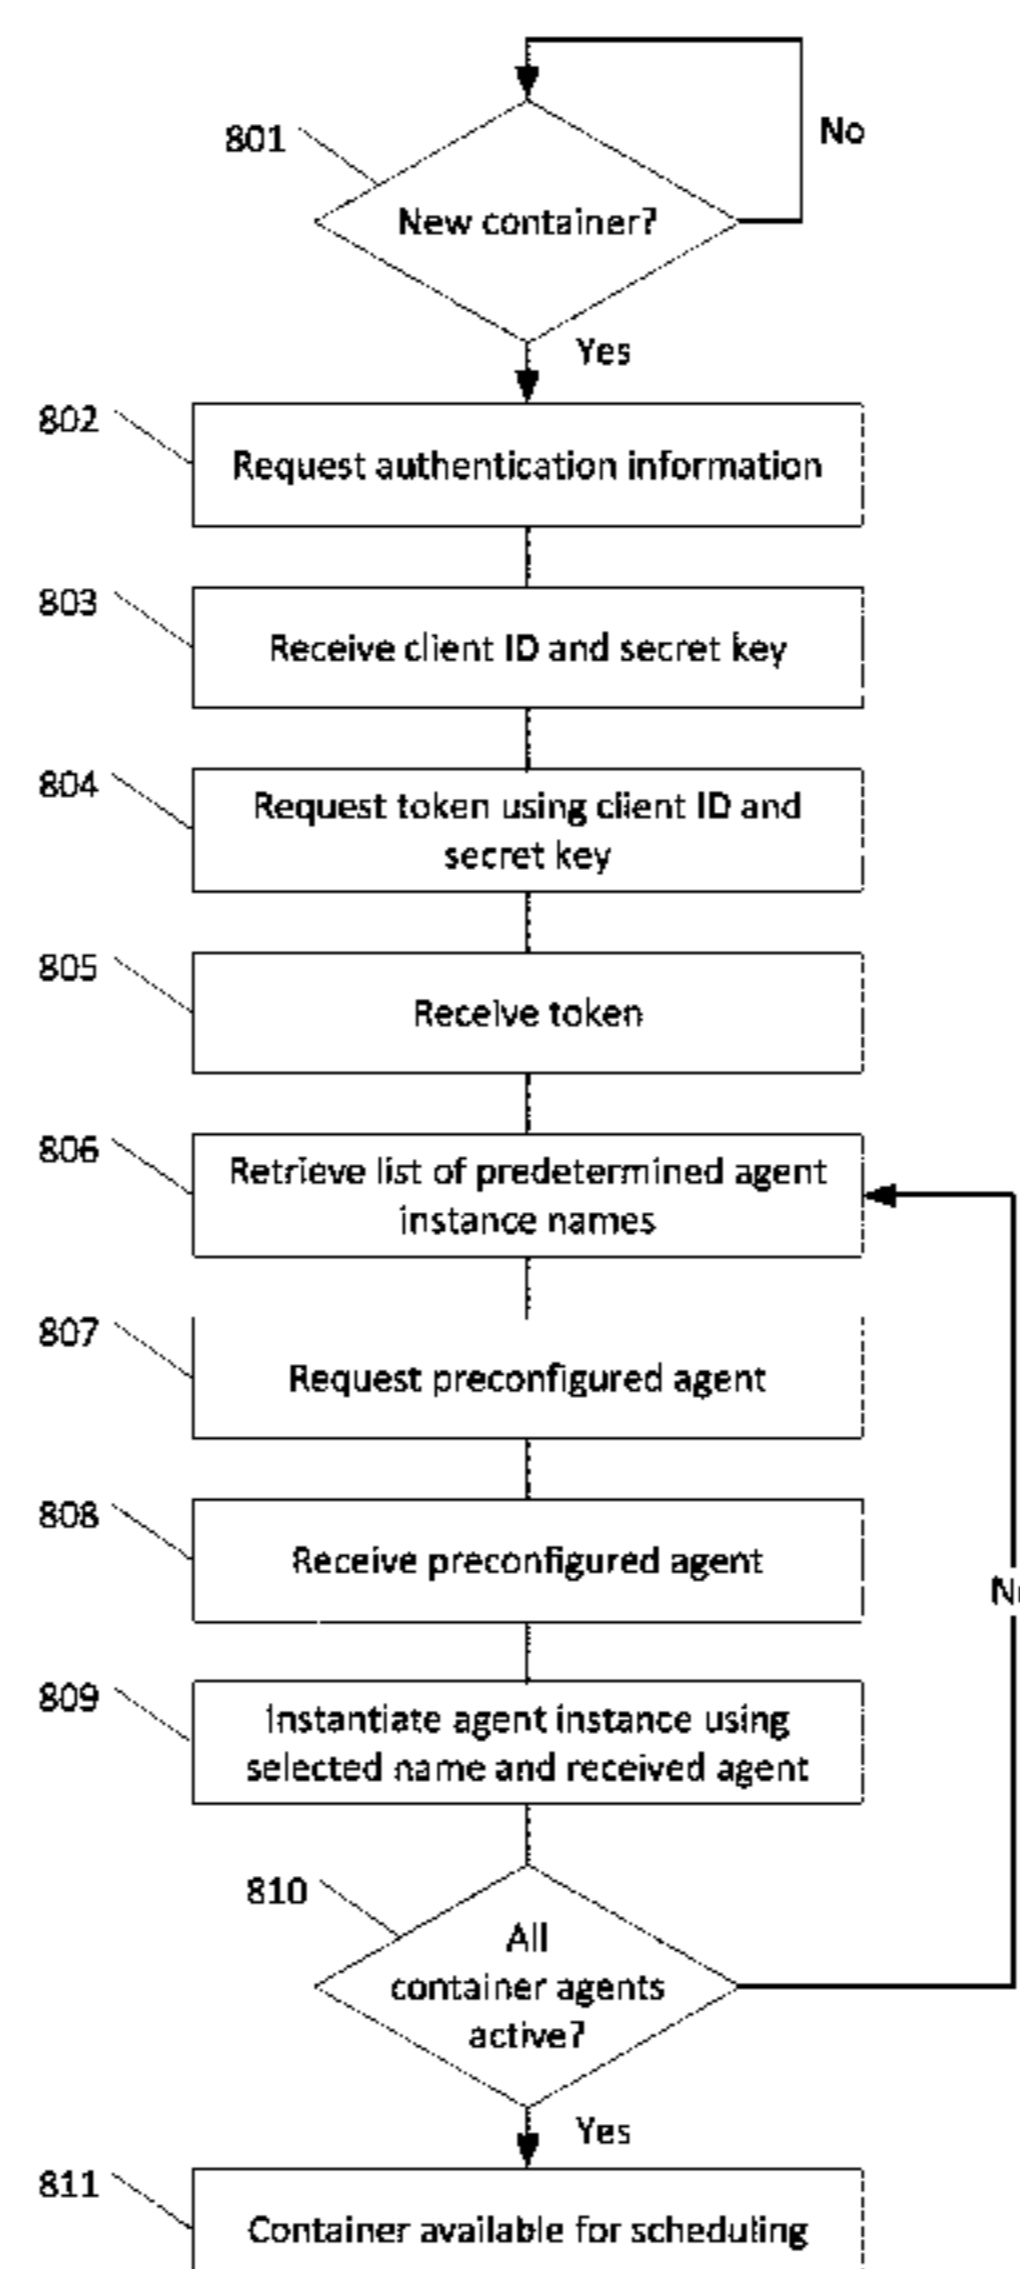 801
No
New container?
Yes
802
Request authentication information
803
Receive client ID and secret key
804
Request token using client ID and
secret key
805
Receive token
806
Retrieve list of predetermined agent
instance names
807
Request preconfigured agent
808
Receive preconfigured agent
809
Instantiate agent instance using
selected name and received agent
810
All
container agents
active?
Yes
811
Container available for scheduling